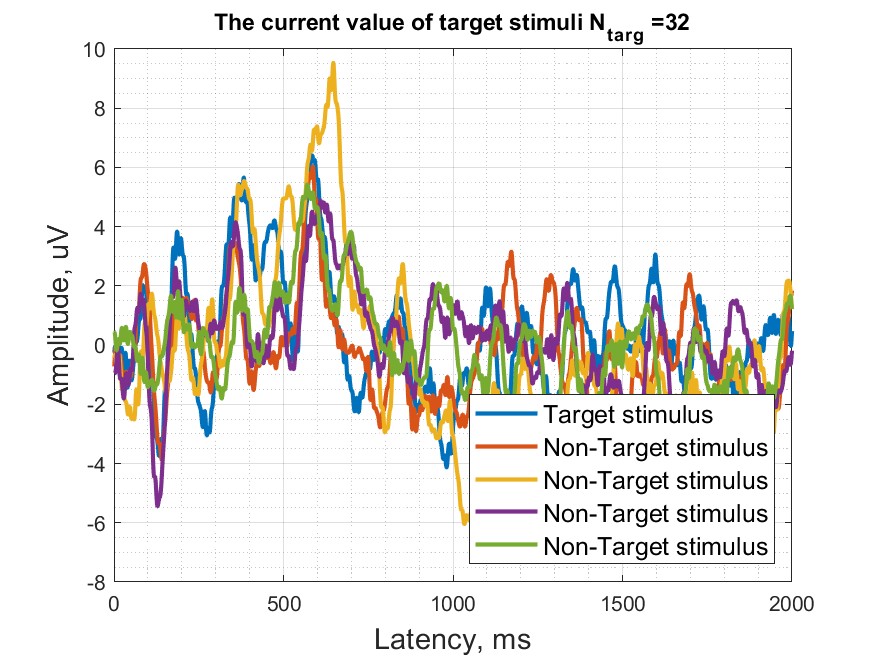 The current value of target stimuli N_targ =32
10
8
6
4
2
0
-2
-4
-6
-8
Amplitude, uV
0 500 1000 1500 2000
Latency, ms
Target stimulus
Non-Target stimulus
Non-Target stimulus
Non-Target stimulus
Non-Target stimulus